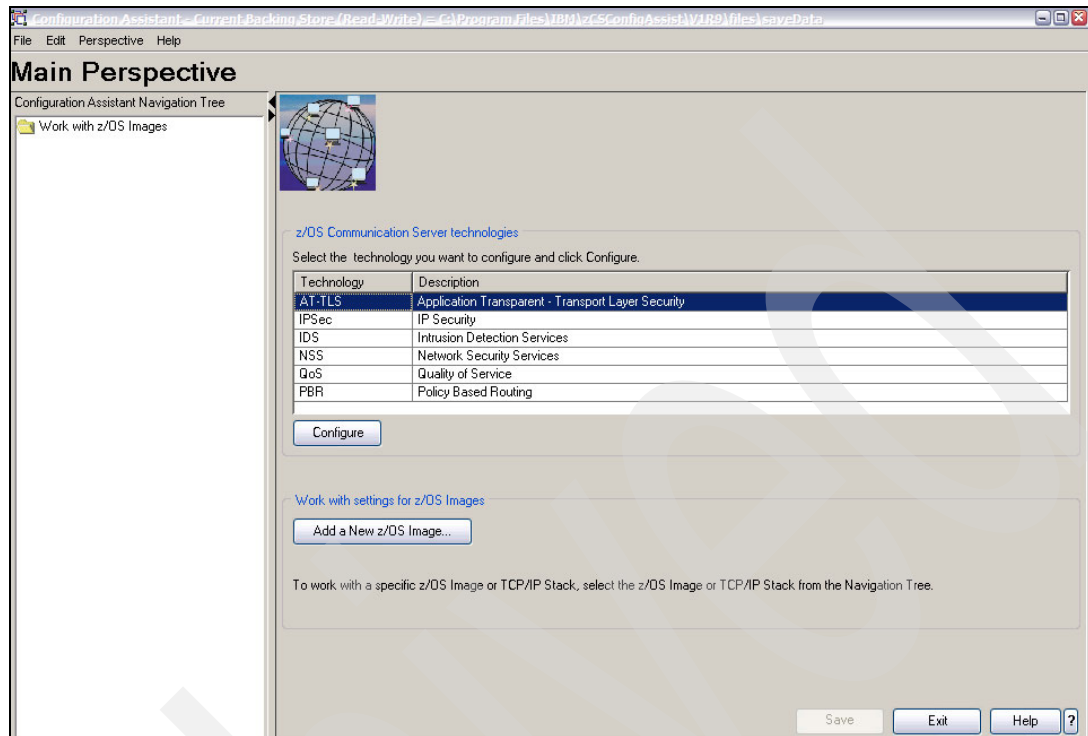 Configuration Assistant - Current Backing Store (Read-Write) = C:\Program Files\IBM\zCSConfigAssist\V1R9\files\saveData
File Edit Perspective Help
Main Perspective
Configuration Assistant Navigation Tree
Work with z/OS Images
z/OS Communication Server technologies
Select the technology you want to configure and click Configure.
Technology Description
AT-TLS Application Transparent - Transport Layer Security
IPSec IP Security
IDS Intrusion Detection Services
NSS Network Security Services
QoS Quality of Service
PBR Policy Based Routing
Configure
Work with settings for z/OS Images
Add a New z/OS Image...
To work with a specific z/OS Image or TCP/IP Stack, select the z/OS Image or TCP/IP Stack from the Navigation Tree.
Save Exit Help ?